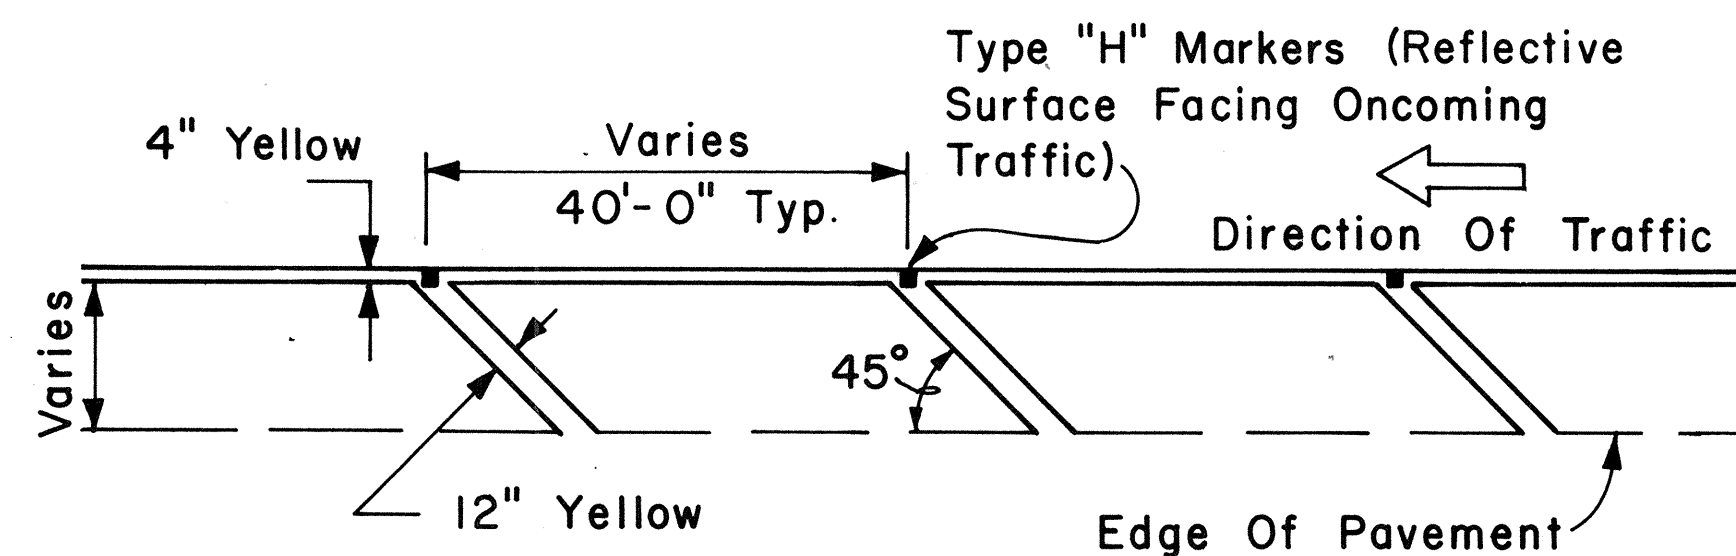 Type "H" Markers (Reflective
Surface Facing Oncoming
Traffic)
4" Yellow
Varies
40'-0" Typ.
Direction Of Traffic
Varies
45°
12" Yellow
Edge Of Pavement